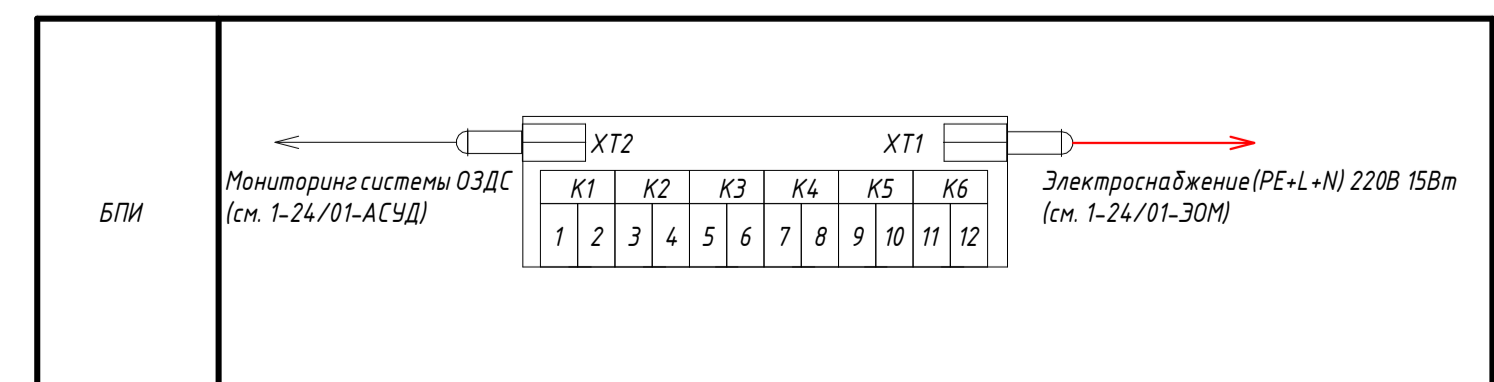 БПИ
XT2
XT1
Мониторинг системы ОЗДС
(см. 1-24/01-АСУД)
K1 K2 K3 K4 K5 K6
1 2 3 4 5 6 7 8 9 10 11 12
Электроснабжение(PE+L+N) 220В 15Вт
(см. 1-24/01-ЭОМ)